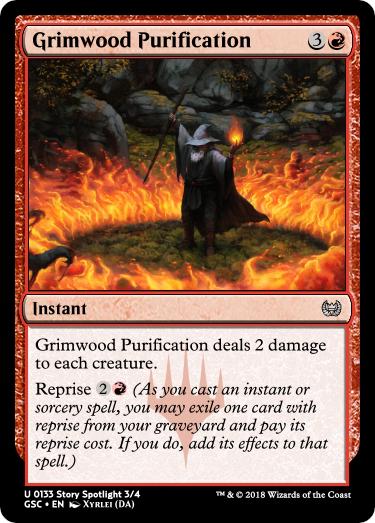 Grimwood Purification 3
Instant
Grimwood Purification deals 2 damage
to each creature.
Reprise 2 (As you cast an instant or
sorcery spell, you may exile one card with
reprise from your graveyard and pay its
reprise cost. If you do, add its effects to that
spell.)
U 0133 Story Spotlight 3/4
GSC • EN XYRLEI (DA)
™ & © 2018 Wizards of the Coast